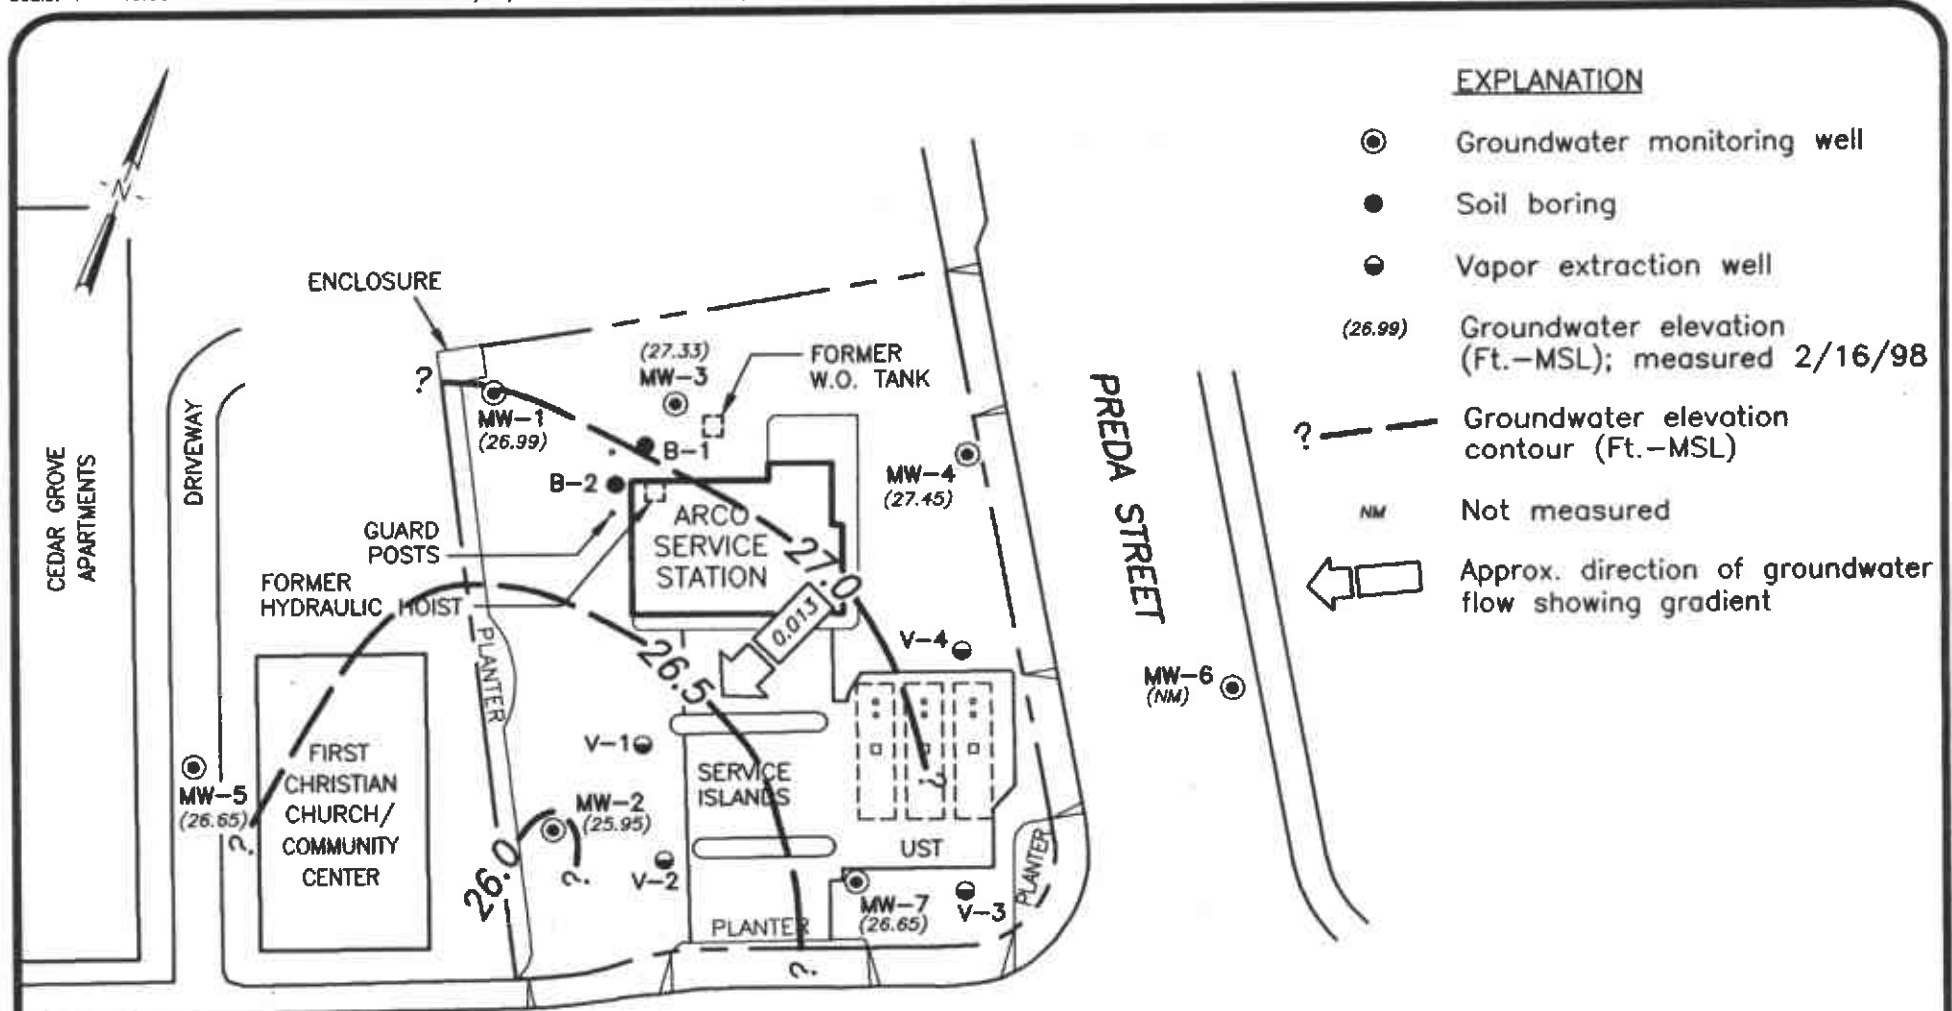 EXPLANATION
Groundwater monitoring well
Soil boring
Vapor extraction well
(26.99) Groundwater elevation
(Ft.-MSL); measured 2/16/98
? Groundwater elevation
contour (Ft.-MSL)
NM Not measured
Approx. direction of groundwater
flow showing gradient
N
ENCLOSURE
?
(27.33)
MW-3
FORMER
W.O. TANK
MW-1
(26.99)
B-1
B-2
MW-4
(27.45)
PREDA STREET
DRIVEWAY
CEDAR GROVE
APARTMENTS
GUARD
POSTS
ARCO
SERVICE
STATION
27.0
FORMER
HYDRAULIC HOIST
0.013
PLANTER
26.5
V-4
MW-6
(NM)
V-1
SERVICE
ISLANDS
?
FIRST
CHRISTIAN
CHURCH/
COMMUNITY
CENTER
MW-5
(26.65)
?
MW-2
(25.95)
26.0
?
V-2
UST
PLANTER
MW-7
(26.65)
V-3
PLANTER
?